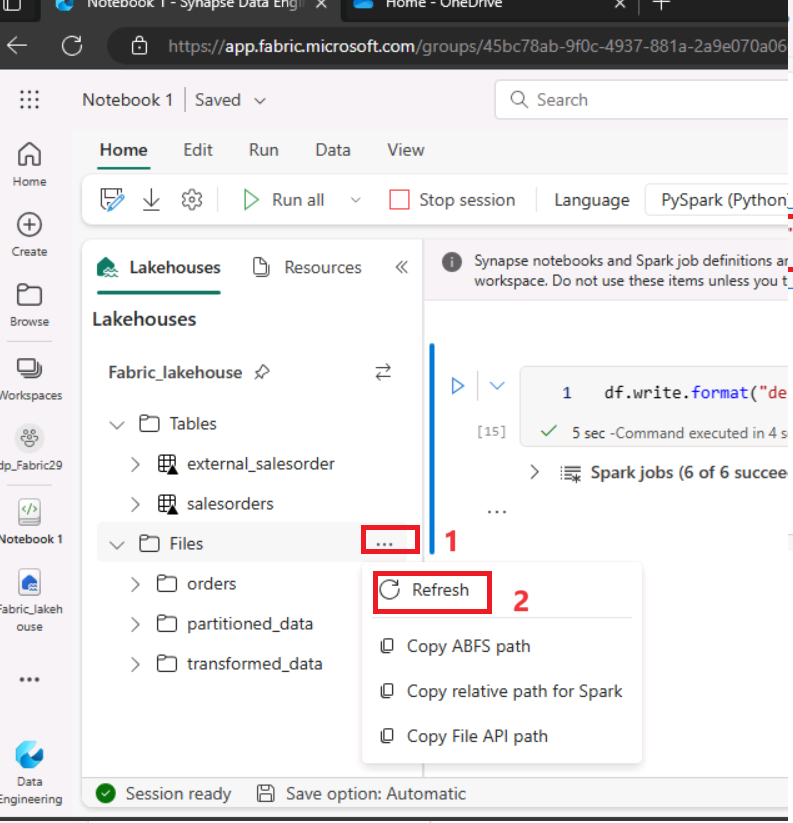 Notebook 1 - Synapse Data Engi
Home - OneDrive
https://app.fabric.microsoft.com/groups/45bc78ab-9f0c-4937-881a-2a9e070a06
Notebook 1 Saved
Search
Home Edit Run Data View
Run all Stop session Language PySpark (Python)
Home
Create
Browse
Workspaces
dp_Fabric29
Notebook 1
Fabric_lakeh
ouse
Data
Engineering
Lakehouses Resources
Lakehouses
Fabric_lakehouse
Tables
external_salesorder
salesorders
Files ... 1
orders
partitioned_data
transformed_data
Refresh 2
Copy ABFS path
Copy relative path for Spark
Copy File API path
Synapse notebooks and Spark job definitions ar
workspace. Do not use these items unless you t
1 df.write.format("de
[15] 5 sec -Command executed in 4 s
Spark jobs (6 of 6 succee
...
Session ready Save option: Automatic